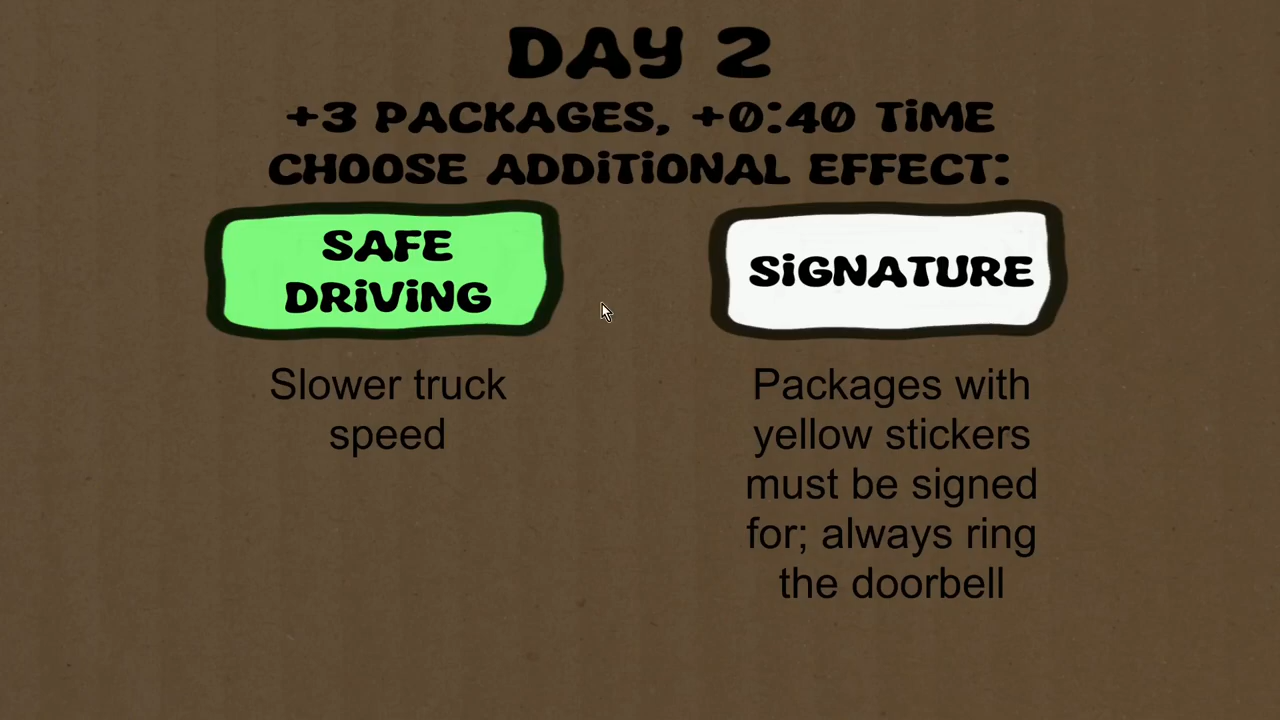 DAY 2
+3 PACKAGES, +0:40 TiME
CHOOSE ADDiTiONAL EFFECT:
SAFE
DRiViNG
SiGNATURE
Slower truck
speed
Packages with
yellow stickers
must be signed
for; always ring
the doorbell